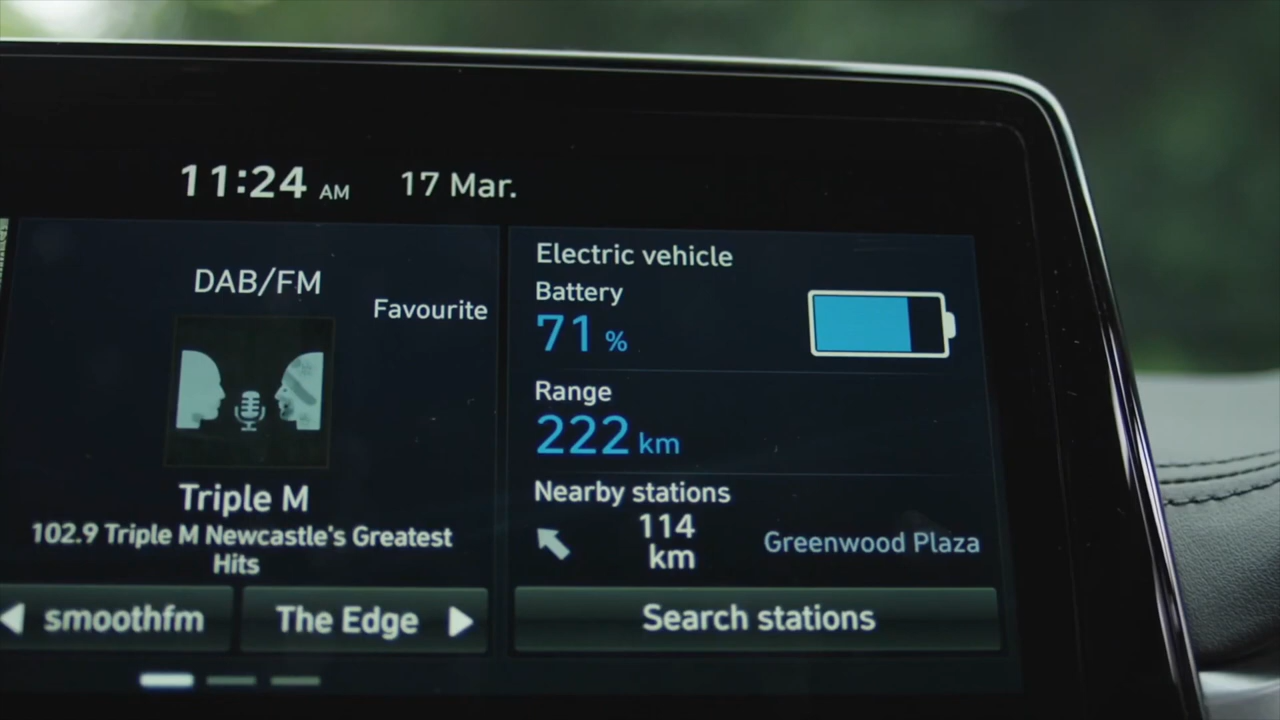 11:24 AM 17 Mar.
DAB/FM
Favourite
Triple M
102.9 Triple M Newcastle's Greatest
Hits
smoothfm
The Edge
Electric vehicle
Battery
71 %
Range
222 km
Nearby stations
114
km
Greenwood Plaza
Search stations